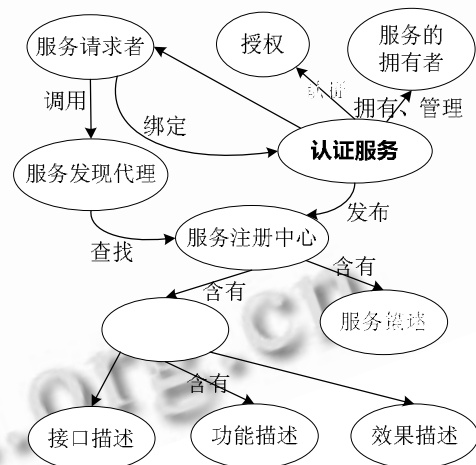 服务请求者
授权
服务的
拥有者
调用
绑定
拥有、管理
认证服务
服务发现代理
发布
查找
服务注册中心
含有
含有
服务描述
含有
接口描述
功能描述
效果描述